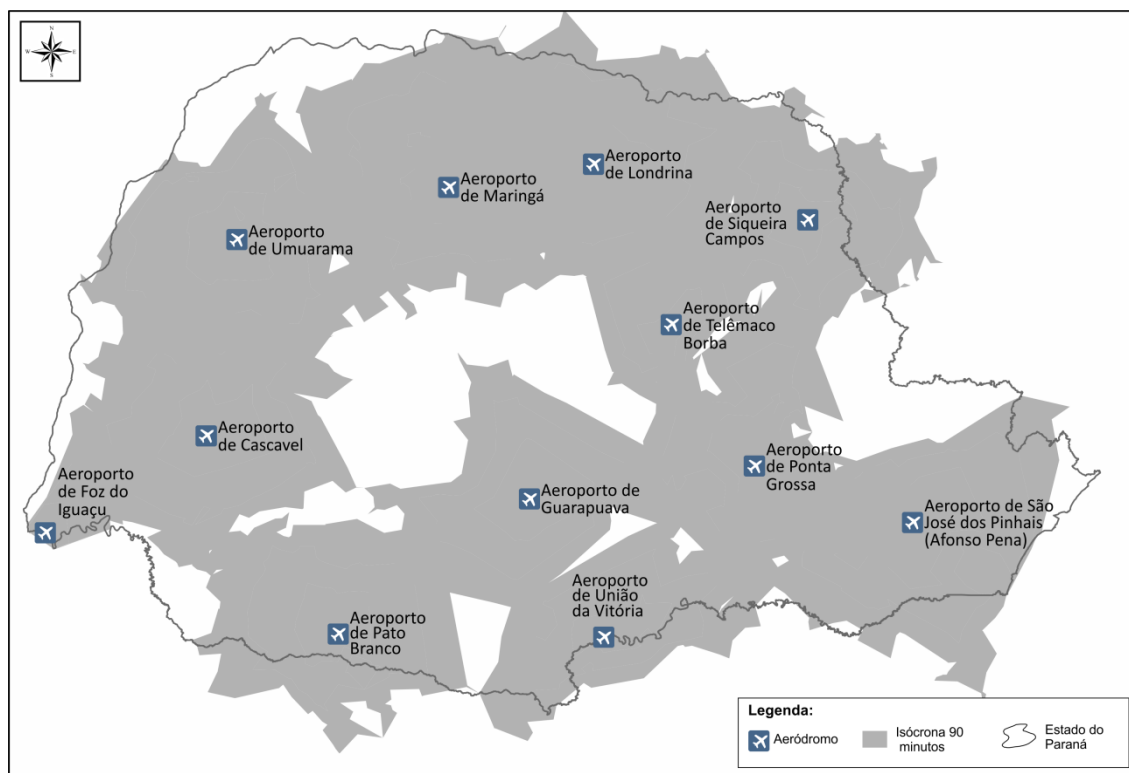 N
W
E
S
Aeroporto
de Londrina
Aeroporto
de Maringá
Aeroporto
de Siqueira
Campos
Aeroporto
de Umuarama
Aeroporto
de Telêmaco
Borba
Aeroporto
de Cascavel
Aeroporto
de Ponta
Grossa
Aeroporto
de Foz do
Iguaçu
Aeroporto de
Guarapuava
Aeroporto de São
José dos Pinhais
(Afonso Pena)
Aeroporto
de União
da Vitória
Aeroporto
de Pato
Branco
Legenda:
Aeródromo
Isócrona 90
minutos
Estado do
Paraná